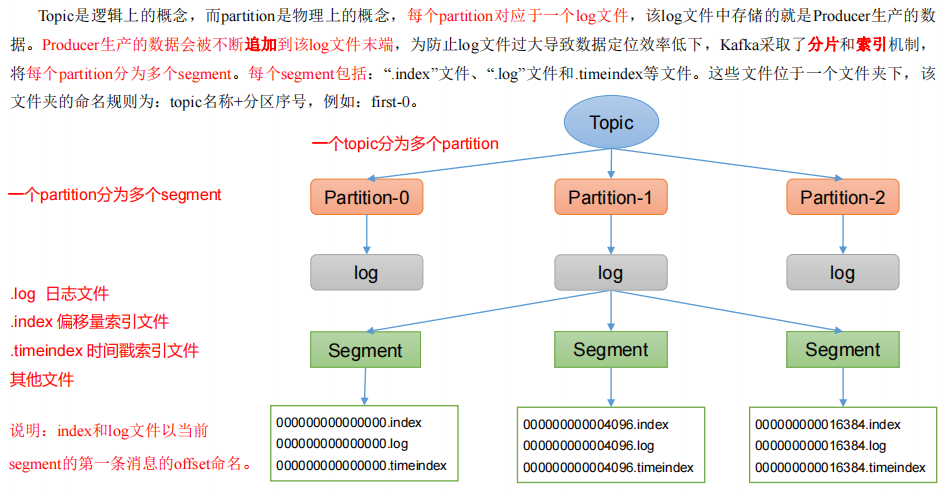 Topic是逻辑上的概念，而partition是物理上的概念，每个partition对应于一个log文件，该log文件中存储的就是Producer生产的数
据。Producer生产的数据会被不断追加到该log文件末端，为防止log文件过大导致数据定位效率低下，Kafka采取了分片和索引机制，
将每个partition分为多个segment。每个segment包括：“.index”文件、“.log”文件和.timeindex等文件。这些文件位于一个文件夹下，该
文件夹的命名规则为：topic名称+分区序号，例如：first-0。
Topic
一个topic分为多个partition
一个partition分为多个segment
Partition-0
Partition-1
Partition-2
log
log
log
.log 日志文件
.index 偏移量索引文件
.timeindex 时间戳索引文件
其他文件
Segment
Segment
Segment
说明：index和log文件以当前
segment的第一条消息的offset命名。
000000000000000.index
000000000000000.log
000000000000000.timeindex
000000000004096.index
000000000004096.log
000000000004096.timeindex
000000000016384.index
000000000016384.log
000000000016384.timeindex